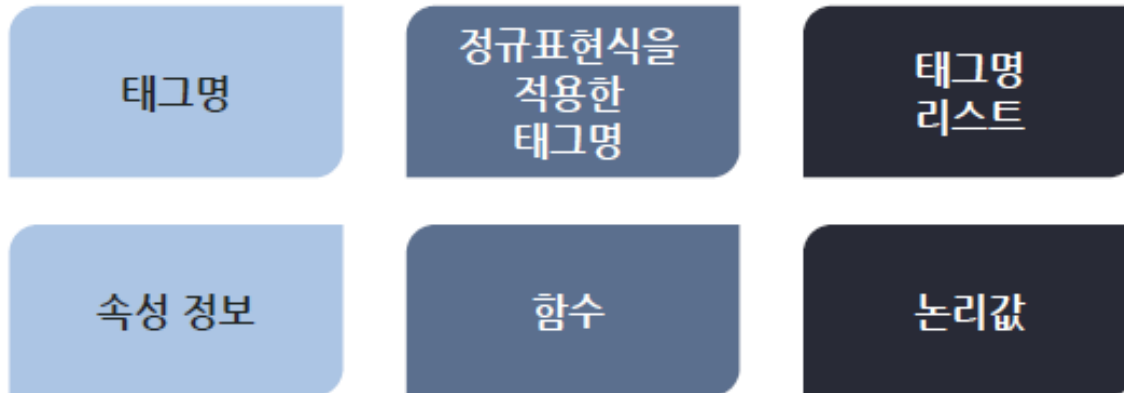 태그명
정규표현식을
적용한
태그명
태그명
리스트
속성 정보
함수
논리값